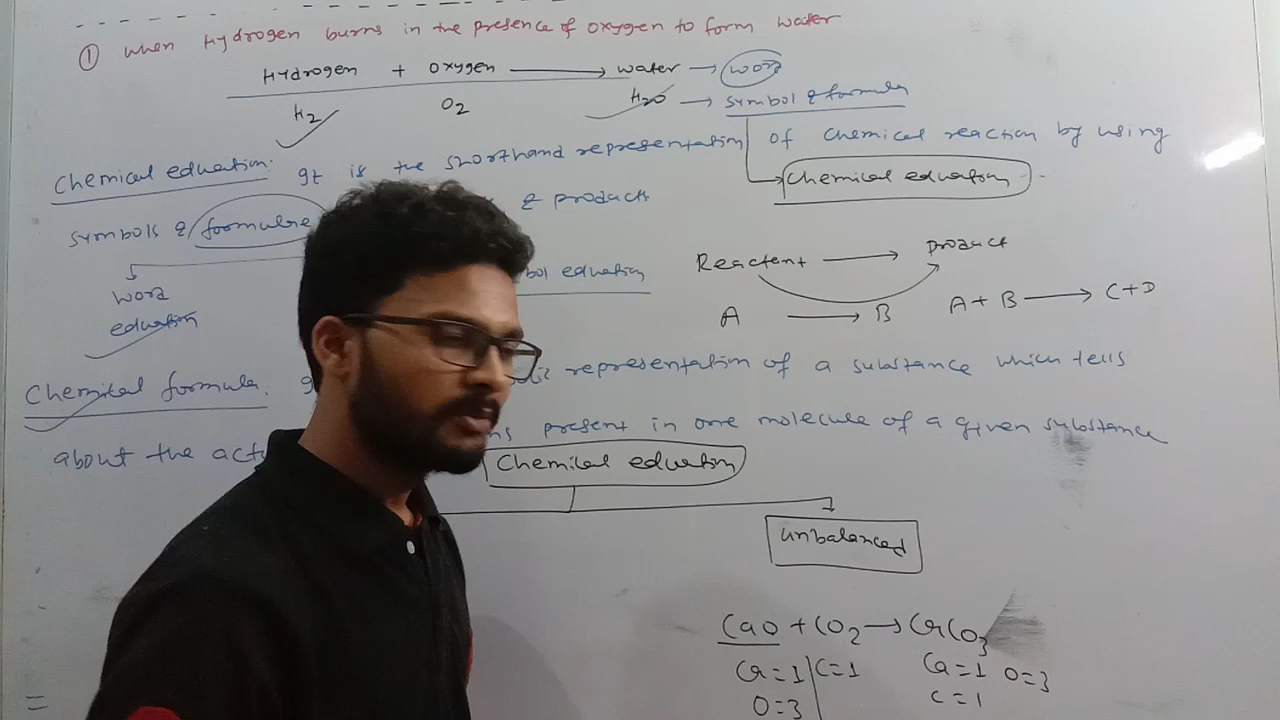 ① When Hydrogen burns in the presence of oxygen to form water
Hydrogen + Oxygen → water → word
H2 O2 H2O → symbol & formula
Chemical equation: It is the shorthand representation of chemical reaction by using
chemical equation
symbols & formulae & products
Reactent → Product
word
equation
bol equation
A → B A + B → C + D
Chemical formula: representation of a substance which tells
about the present in one molecule of a given substance
Chemical equation
unbalanced
CaO + CO2 → CaCO3
Ca = 1 C = 1 Ca = 1 O = 3
O = 3 C = 1